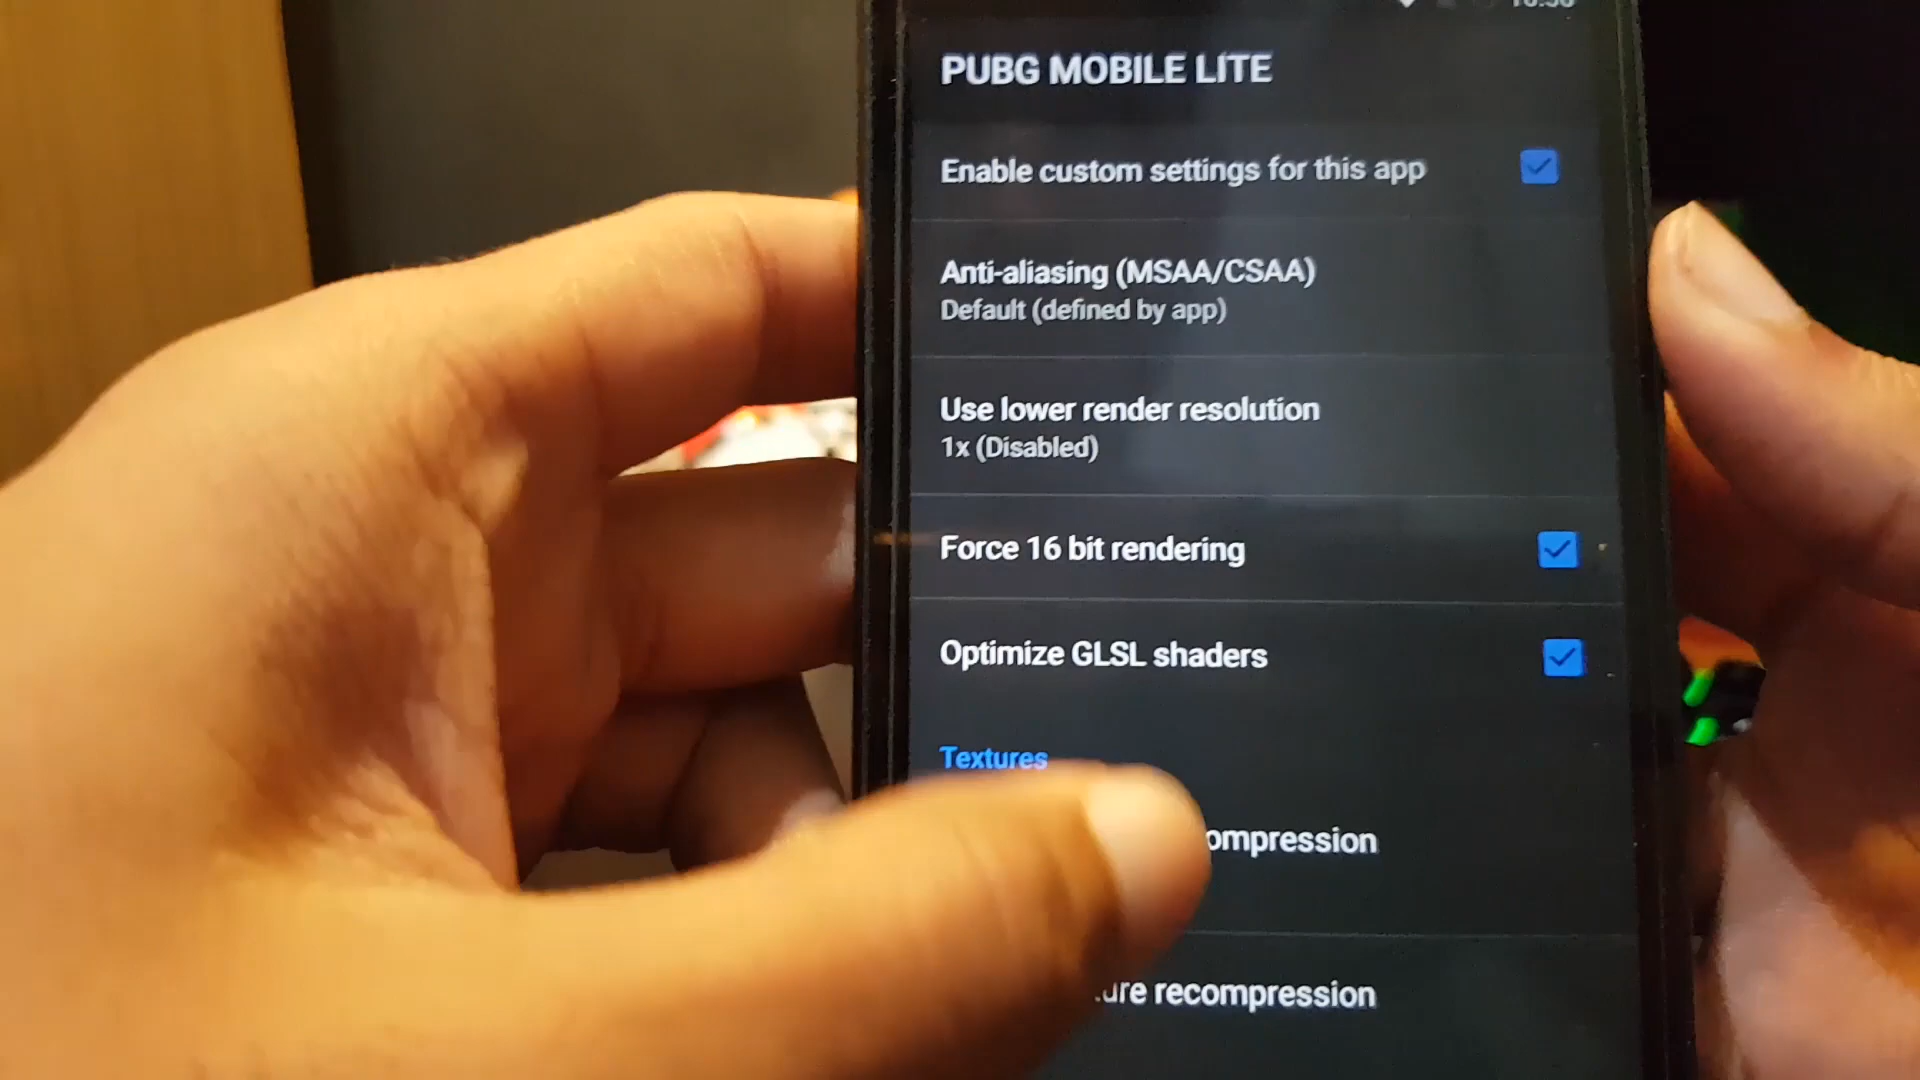 PUBG MOBILE LITE
Enable custom settings for this app
Anti-aliasing (MSAA/CSAA)
Default (defined by app)
Use lower render resolution
1x (Disabled)
Force 16 bit rendering
Optimize GLSL shaders
Textures
recompression